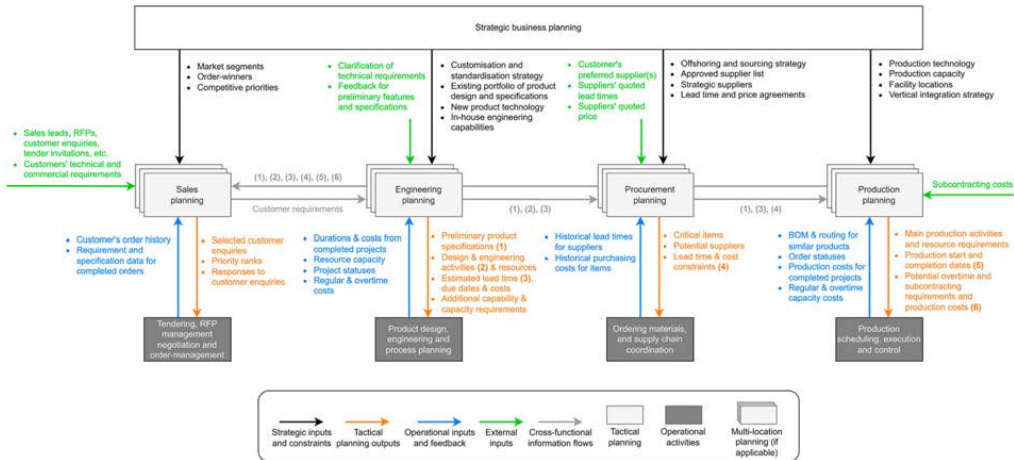 Strategic business planning
• Market segments
• Order-winners
• Competitive priorities
• Clarification of
technical requirements
• Feedback for
preliminary features
and specifications
• Customisation and
standardisation strategy
• Existing portfolio of product
design and specifications
• New product technology
• In-house engineering
capabilities
• Customer's
preferred supplier(s)
• Suppliers' quoted
lead times
• Suppliers' quoted
price
• Offshoring and sourcing strategy
• Approved supplier list
• Strategic suppliers
• Lead time and price agreements
• Production technology
• Production capacity
• Facility locations
• Vertical integration strategy
• Sales leads, RFPs,
customer enquiries,
tender invitations, etc.
• Customers' technical and
commercial requirements
Sales
planning
(1), (2), (3), (4), (5), (6)
Customer requirements
Engineering
planning
(1), (2), (3)
Procurement
planning
(1), (3), (4)
Production
planning
Subcontracting costs
• Customer's order history
• Requirement and
specification data for
completed orders
• Selected customer
enquiries
• Priority ranks
• Responses to
customer enquiries
• Durations & costs from
completed projects
• Resource capacity
• Project statuses
• Regular & overtime
costs
• Preliminary product
specifications (1)
• Design & engineering
activities (2) & resources
• Estimated lead time (3),
due dates & costs
• Additional capability &
capacity requirements
• Historical lead times
for suppliers
• Historical purchasing
costs for items
• Critical items
• Potential suppliers
• Lead time & cost
constraints (4)
• BOM & routing for
similar products
• Order statuses
• Production costs for
completed projects
• Regular & overtime
capacity costs
• Main production activities
and resource requirements
• Production start and
completion dates (5)
• Potential overtime and
subcontracting
requirements and
production costs (6)
Tendering, RFP
management
negotiation and
order-management
Product design,
engineering and
process planning
Ordering materials,
and supply chain
coordination
Production
scheduling, execution
and control
Strategic inputs
and constraints
Tactical
planning outputs
Operational inputs
and feedback
External
inputs
Cross-functional
information flows
Tactical
planning
Operational
activities
Multi-location
planning (if
applicable)